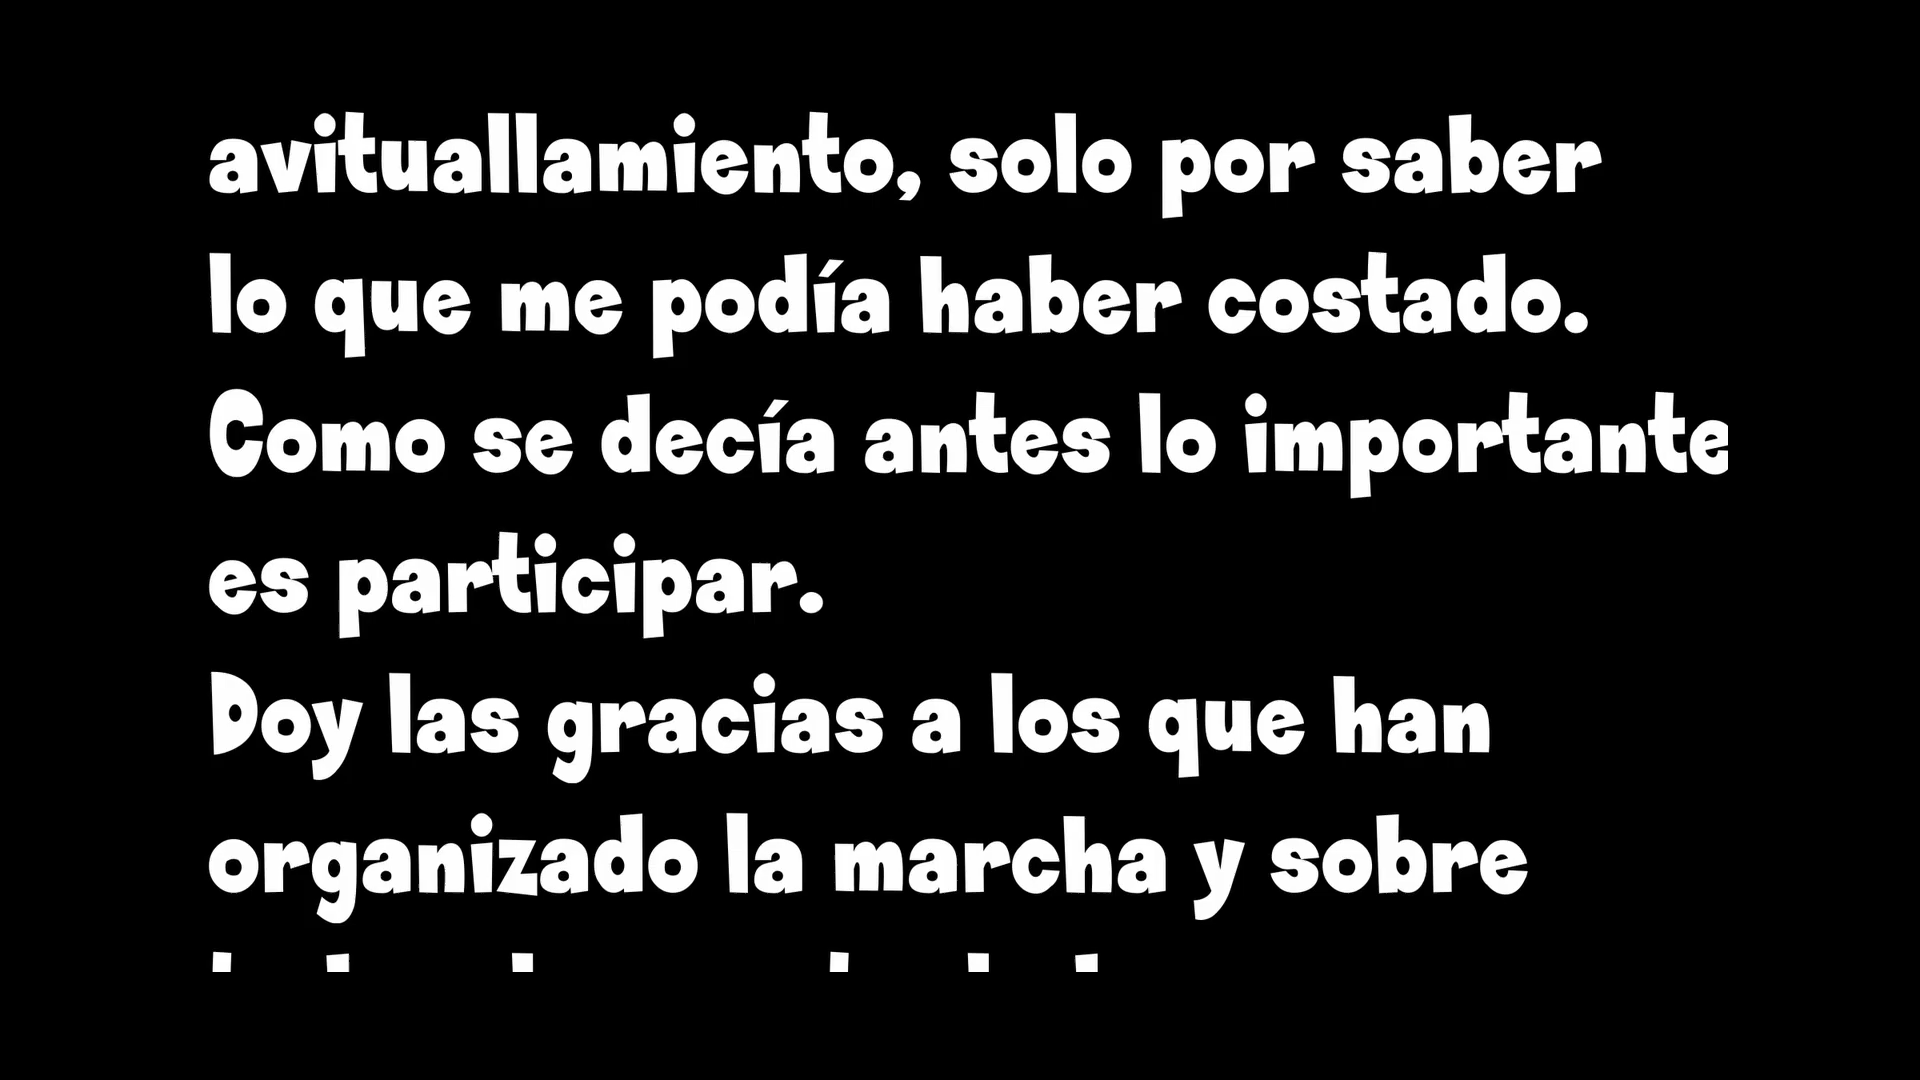 avituallamiento, solo por saber
lo que me podía haber costado.
Como se decía antes lo importante
es participar.
Doy las gracias a los que han
organizado la marcha y sobre